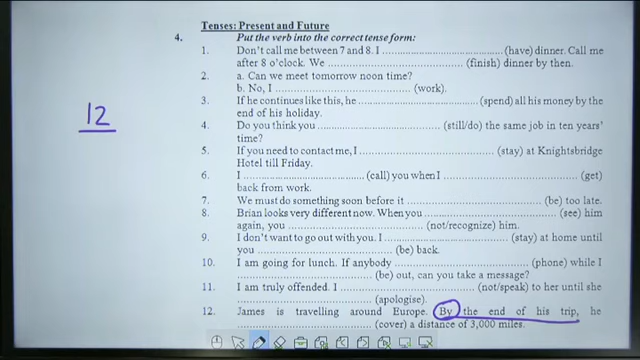 Tenses: Present and Future
4. Put the verb into the correct tense form:
1. Don't call me between 7 and 8. I ........................................ (have) dinner. Call me
after 8 o'clock. We ............................................. (finish) dinner by then.
2. a. Can we meet tomorrow noon time?
b. No, I ............................................. (work).
3. If he continues like this, he ........................................ (spend) all his money by the
end of his holiday.
4. Do you think you ........................................ (still/do) the same job in ten years'
time?
5. If you need to contact me, I ............................................. (stay) at Knightsbridge
Hotel till Friday.
6. I ........................................ (call) you when I ........................................ (get)
back from work.
7. We must do something soon before it ............................................. (be) too late.
8. Brian looks very different now. When you ................................... (see) him
again, you ........................................ (not/recognize) him.
9. I don't want to go out with you. I ........................................ (stay) at home until
you ............................................. (be) back.
10. I am going for lunch. If anybody .............................. (phone) while I
............................................. (be) out, can you take a message?
11. I am truly offended. I ................................... (not/speak) to her until she
............................................. (apologise).
12. James is travelling around Europe. By the end of his trip, he
............................................. (cover) a distance of 3,000 miles.
12